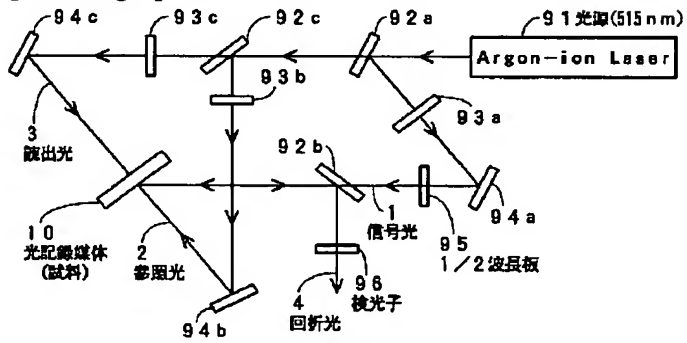 94c
93c
92c
92a
91光源(515nm)
Argon-ion Laser
93b
93a
3
読出光
92b
94a
10
光記録媒体
(試料)
2
参照光
1
信号光
95
1/2波長板
94b
4
回折光
96
検光子